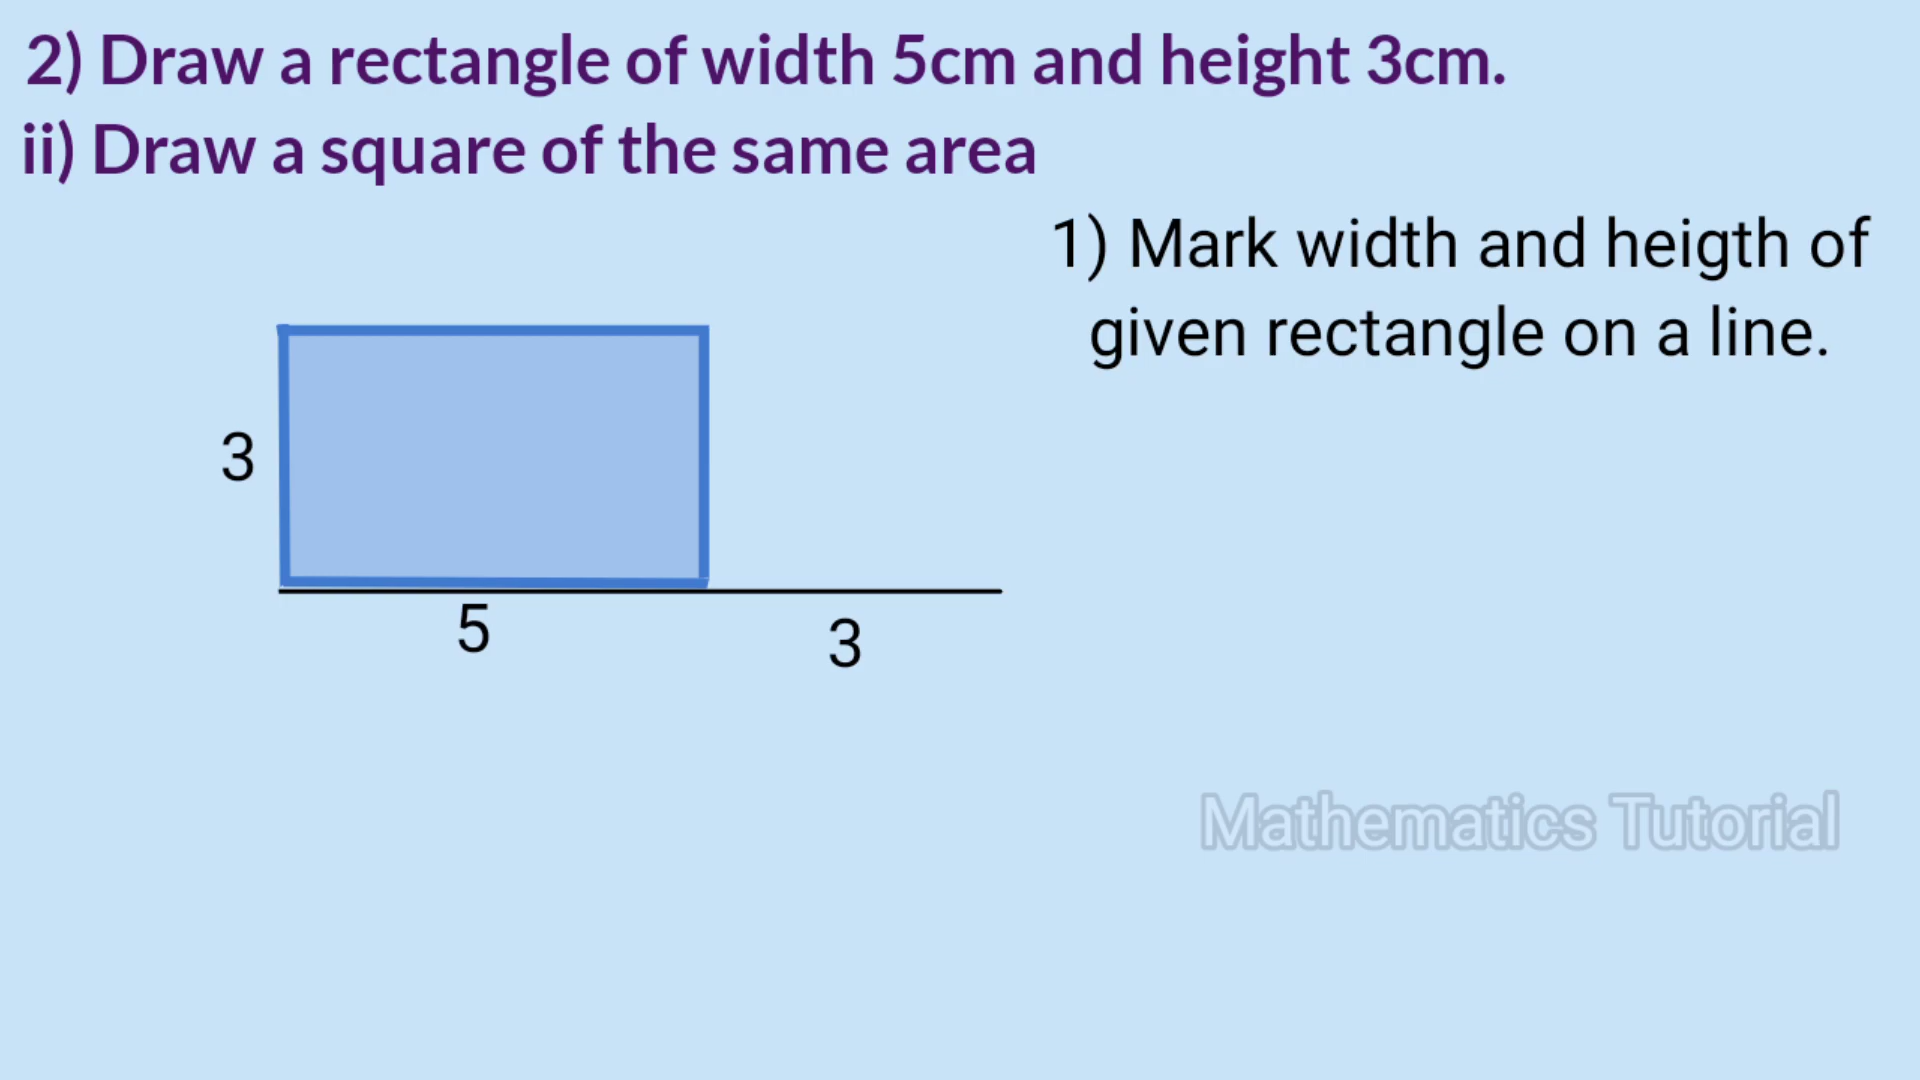 2) Draw a rectangle of width 5cm and height 3cm.
ii) Draw a square of the same area
1) Mark width and heigth of
given rectangle on a line.
3
5
3
Mathematics Tutorial